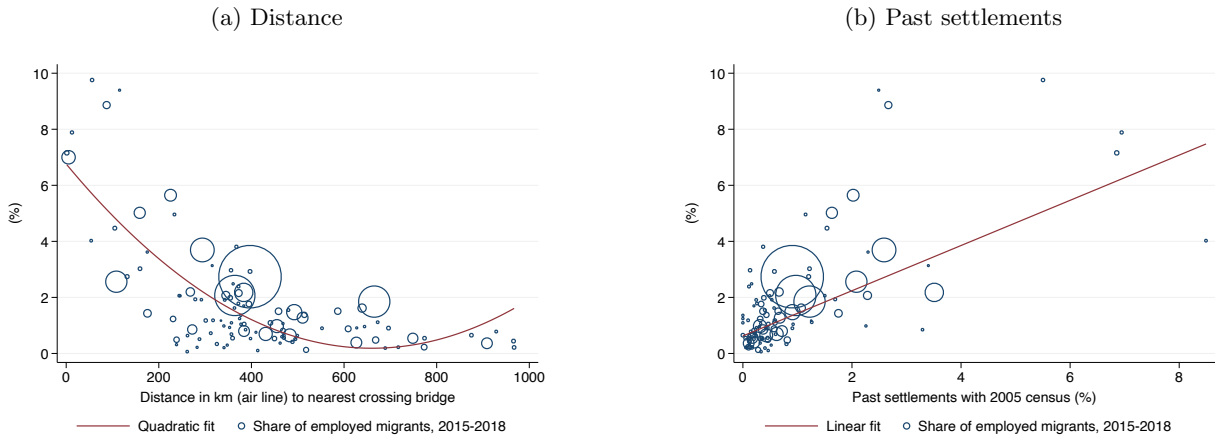 (a) Distance
10
8
6
4
2
0
(%)
0 200 400 600 800 1000
Distance in km (air line) to nearest crossing bridge
Quadratic fit Share of employed migrants, 2015-2018
(b) Past settlements
10
8
6
4
2
0
(%)
0 2 4 6 8
Past settlements with 2005 census (%)
Linear fit Share of employed migrants, 2015-2018